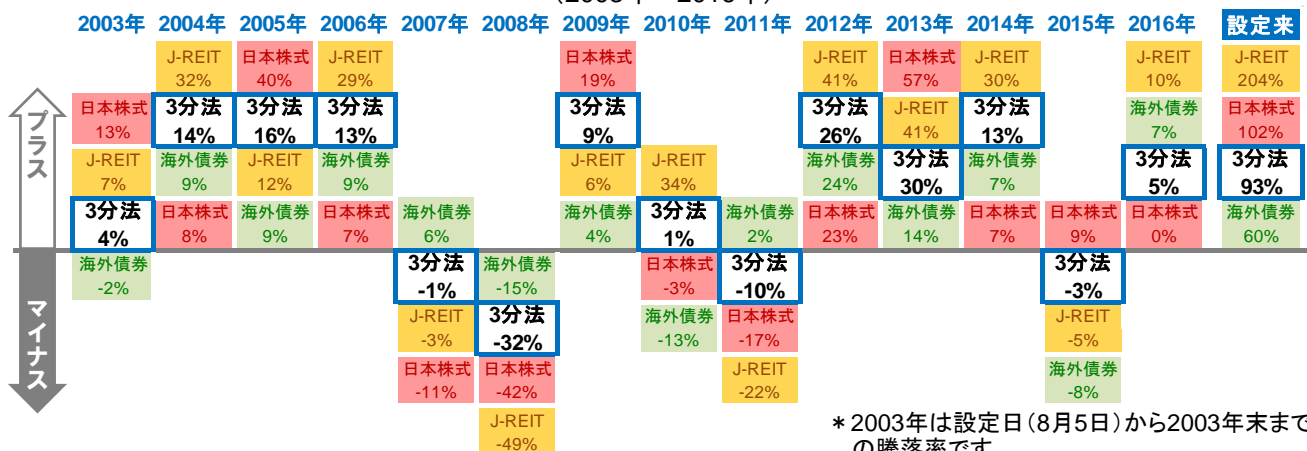 2003年 2004年 2005年 2006年 2007年 2008年 2009年 2010年 2011年 2012年 2013年 2014年 2015年 2016年 設定来
J-REIT 日本株式 J-REIT 日本株式 J-REIT 日本株式 J-REIT J-REIT J-REIT
32% 40% 29% 19% 41% 57% 30% 10% 204%
日本株式 3分法 3分法 3分法 3分法 3分法 J-REIT 3分法 海外債券 日本株式
13% 14% 16% 13% 9% 26% 41% 13% 7% 102%
プラス
J-REIT 海外債券 J-REIT 海外債券 J-REIT J-REIT 海外債券 3分法 海外債券 3分法 3分法
7% 9% 12% 9% 6% 34% 24% 30% 7% 5% 93%
3分法 日本株式 海外債券 日本株式 海外債券 海外債券 3分法 海外債券 日本株式 海外債券 日本株式 日本株式 日本株式 海外債券
4% 8% 9% 7% 6% 4% 1% 2% 23% 14% 7% 9% 0% 60%
海外債券 3分法 海外債券 日本株式 3分法 3分法
-2% -1% -15% -3% -10% -3%
マイナス
J-REIT 3分法 海外債券 日本株式 J-REIT
-3% -32% -13% -17% -5%
日本株式 日本株式 J-REIT 海外債券
-11% -42% -22% -8%
J-REIT
-49%
＊2003年は設定日（8月5日）から2003年末まで
の騰落率です